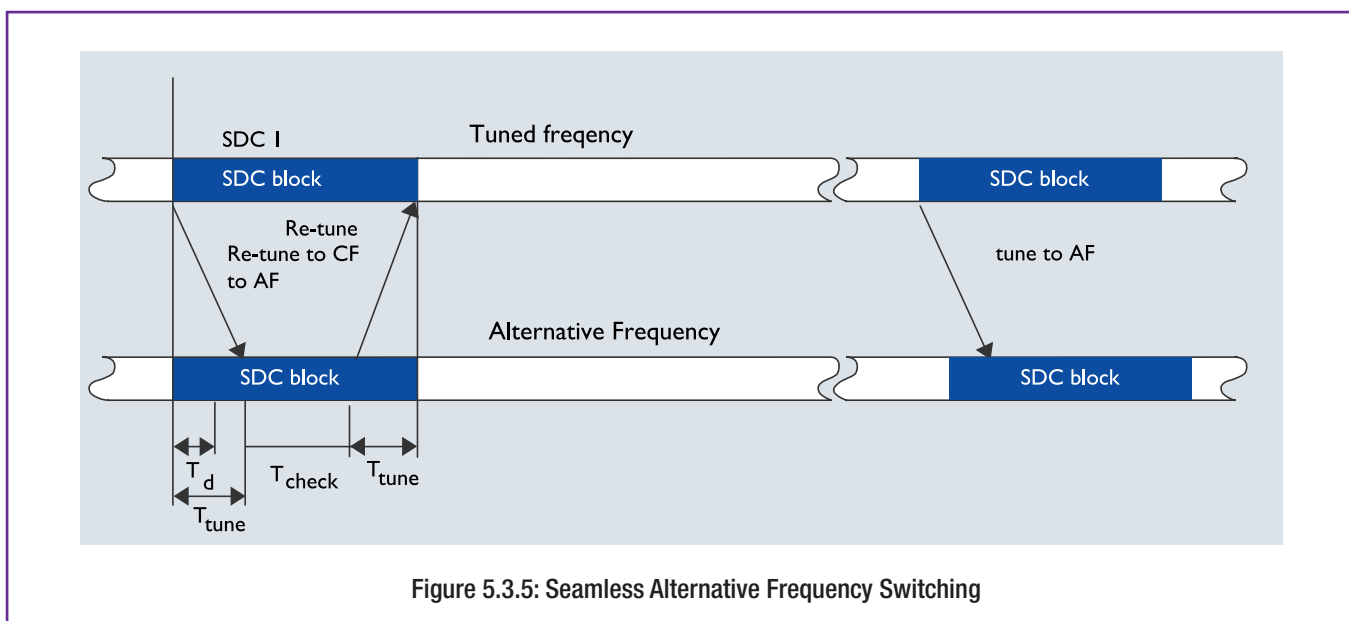 SDC I
Tuned freqency
SDC block
SDC block
Re-tune
Re-tune to CF
to AF
tune to AF
Alternative Frequency
SDC block
SDC block
T d
T check
T tune
T tune
Figure 5.3.5: Seamless Alternative Frequency Switching